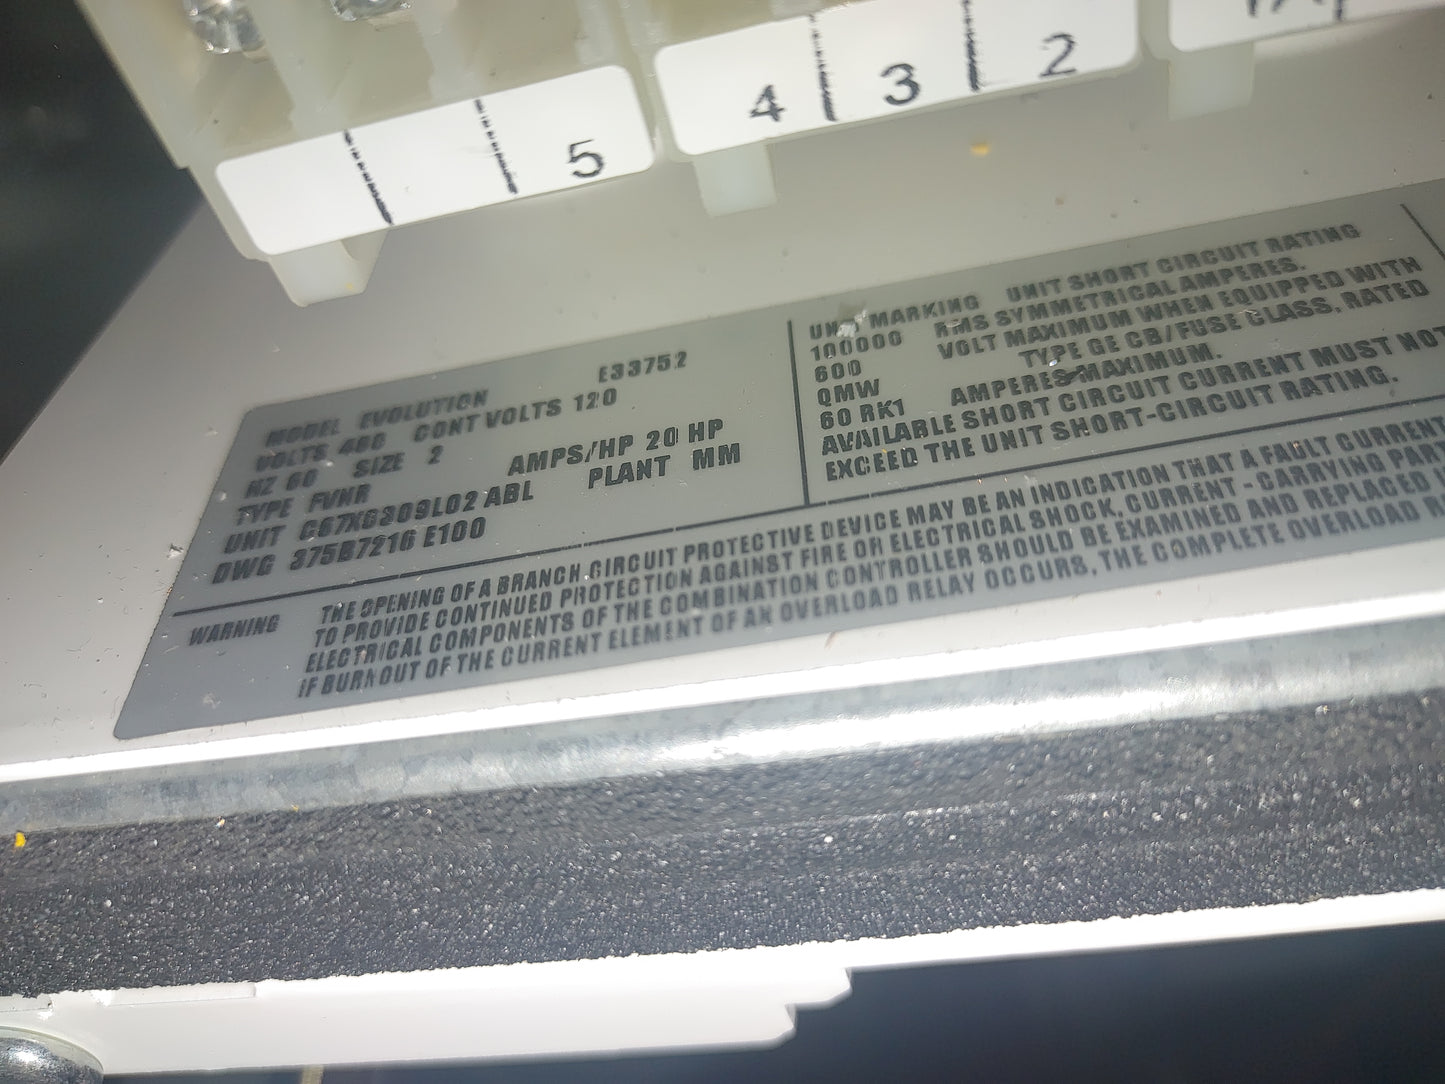 5
4 3 2
MODEL EVOLUTION E33752
VOLTS 480 CONT VOLTS 120
HZ 60 SIZE 2 AMPS/HP 20 HP
TYPE FVNR PLANT MM
UNIT C67X6309L02 ABL
DWG 375B7216 E100
UNIT MARKING UNIT SHORT CIRCUIT RATING
100000 RMS SYMMETRICAL AMPERES.
600 VOLT MAXIMUM WHEN EQUIPPED WITH
QMW TYPE GE CB/FUSE CLASS, RATED
60 RK1 AMPERES MAXIMUM.
AVAILABLE SHORT CIRCUIT CURRENT MUST NOT
EXCEED THE UNIT SHORT-CIRCUIT RATING.
WARNING THE OPENING OF A BRANCH CIRCUIT PROTECTIVE DEVICE MAY BE AN INDICATION THAT A FAULT CURRENT
TO PROVIDE CONTINUED PROTECTION AGAINST FIRE OR ELECTRICAL SHOCK, CURRENT-CARRYING PAR
ELECTRICAL COMPONENTS OF THE COMBINATION CONTROLLER SHOULD BE EXAMINED AND REPLACED
IF BURNOUT OF THE CURRENT ELEMENT OF AN OVERLOAD RELAY OCCURS, THE COMPLETE OVERLOAD